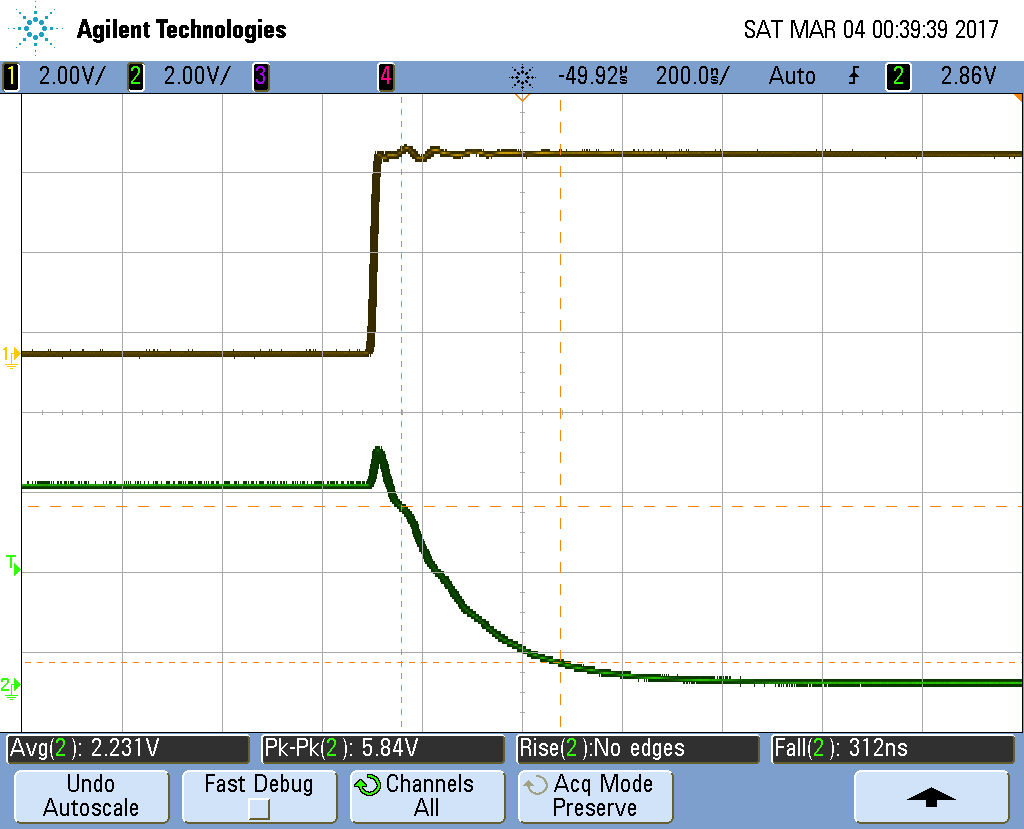 Agilent Technologies
SAT MAR 04 00:39:39 2017
1 2.00V/ 2 2.00V/ 3 4 -49.92µs 200.0ns/ Auto 2 2.86V
1
T
2
Avg(2): 2.231V Pk-Pk(2): 5.84V Rise(2):No edges Fall(2): 312ns
Undo Autoscale
Fast Debug
Channels
All
Acq Mode
Preserve